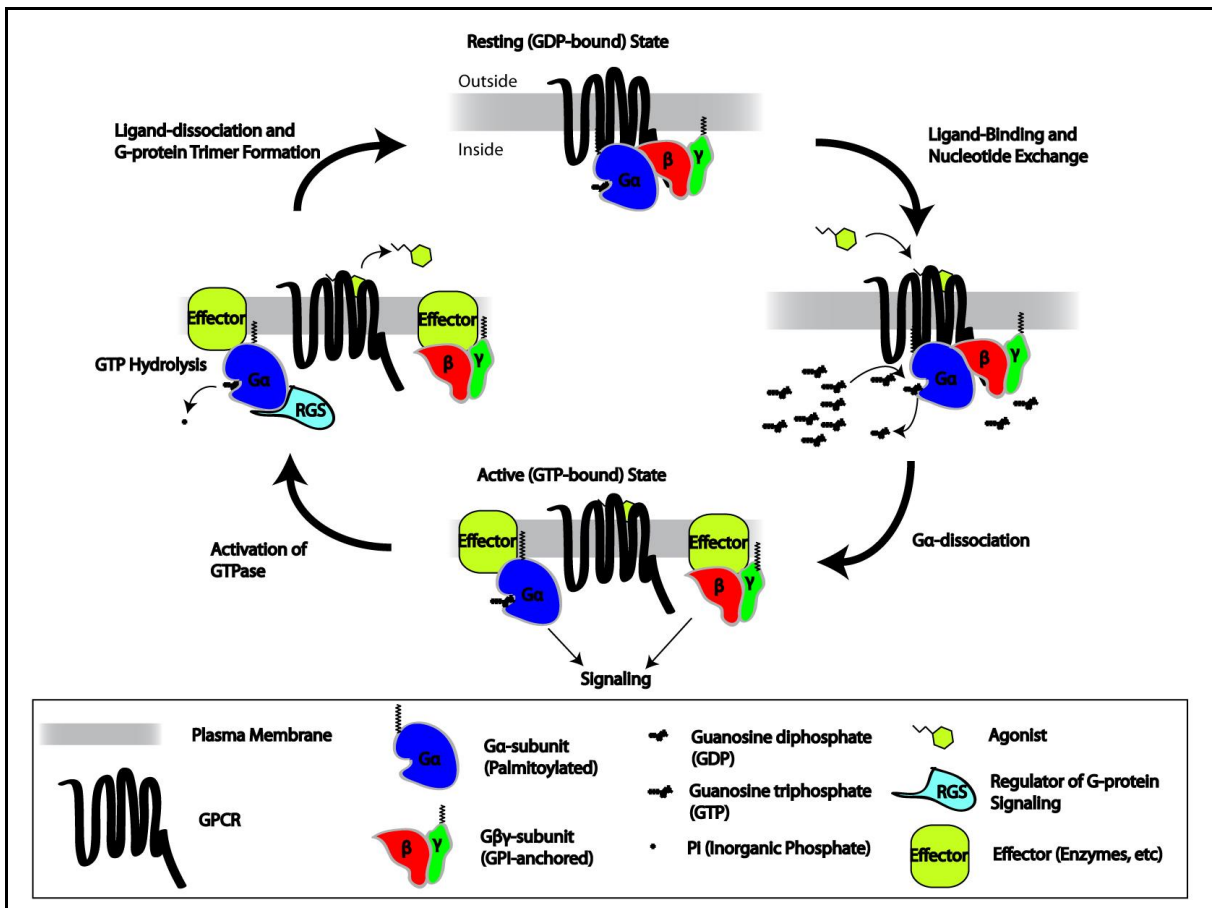 Resting (GDP-bound) State
Outside
Inside
Gα
β
γ
Ligand-dissociation and
G-protein Trimer Formation
Ligand-Binding and
Nucleotide Exchange
Gα
β
γ
Effector
Effector
GTP Hydrolysis
Gα
RGS
β
γ
Active (GTP-bound) State
Effector
Effector
Gα
β
γ
Activation of
GTPase
Gα-dissociation
Signaling
Plasma Membrane
GPCR
Gα
Gα-subunit
(Palmitoylated)
β
γ
Gβγ-subunit
(GPI-anchored)
Guanosine diphosphate
(GDP)
Guanosine triphosphate
(GTP)
PI (Inorganic Phosphate)
Agonist
RGS
Regulator of G-protein
Signaling
Effector
Effector (Enzymes, etc)